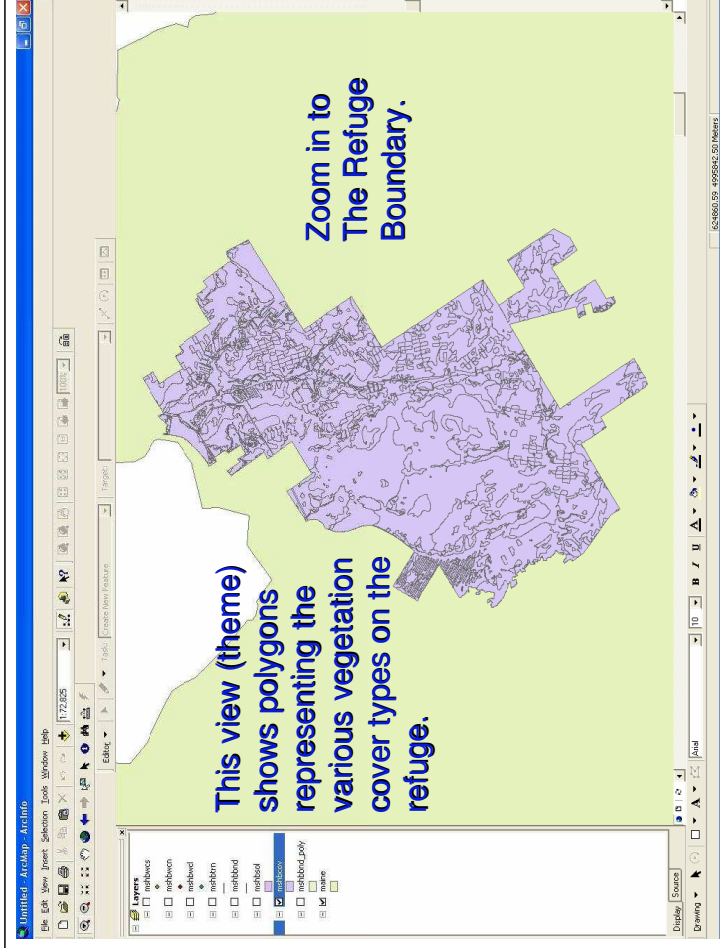 Untitled - ArcMap - ArcInfo
File Edit View Insert Selection Tools Window Help
1:72,825
100%
Editor
Task: Create New Feature
Target:
Layers
mshbwcs
mshbwcn
mshbwcl
mshbtrn
mshbbnd
mshbsol
mshbcov
mshbbnd_poly
maine
Display Source
This view (theme)
shows polygons
representing the
various vegetation
cover types on the
refuge.
Zoom in to
The Refuge
Boundary.
Drawing
A
Arial
10
B I U
A
624860.59 4995842.50 Meters